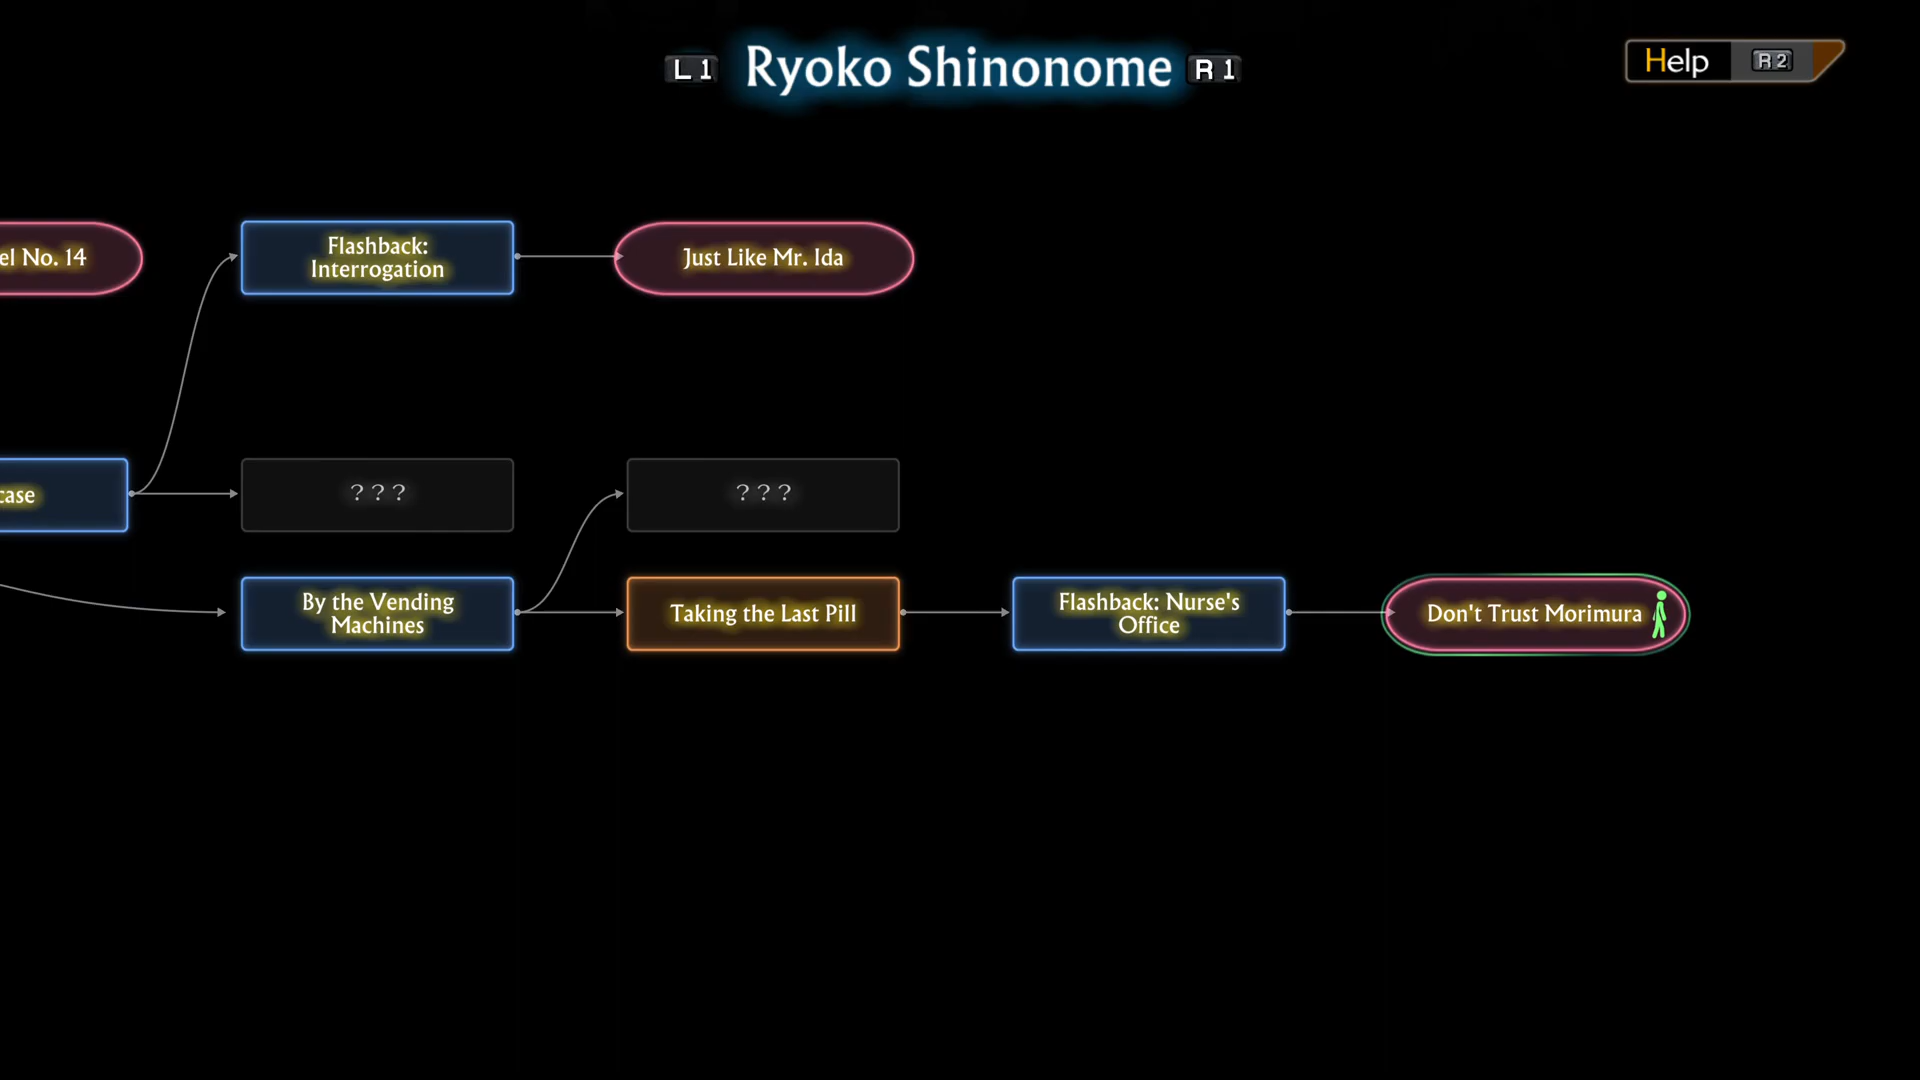 L1 Ryoko Shinonome R1
Help R2
el No. 14
Flashback:
Interrogation
Just Like Mr. Ida
case
???
???
By the Vending
Machines
Taking the Last Pill
Flashback: Nurse's
Office
Don't Trust Morimura